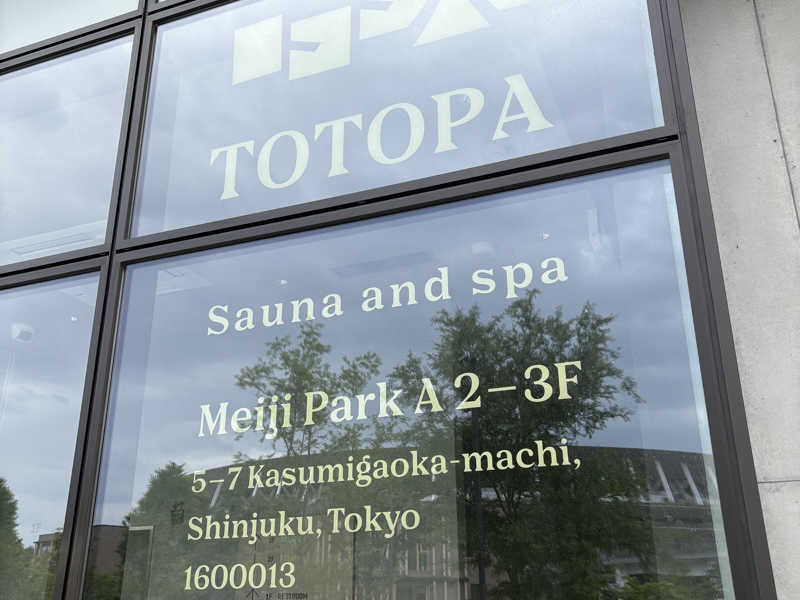 TOTOPA
Sauna and spa
Meiji Park A 2–3F
5–7 Kasumigaoka-machi,
Shinjuku, Tokyo
1600013